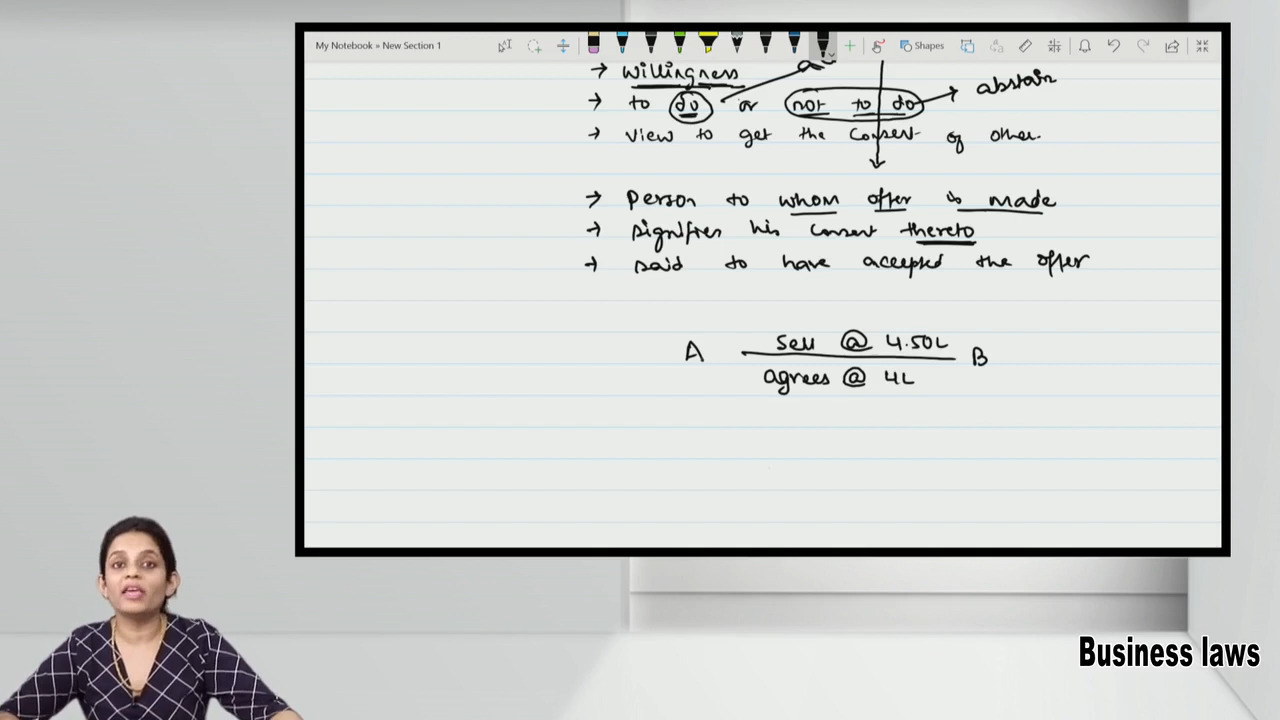 My Notebook » New Section 1
Shapes
→ Willingness
→ to do or not to do → abstain
→ view to get the consent of other.
→ Person to whom offer is made
→ signifies his consent thereto
→ said to have accepted the offer
A sell @ 4.50L B
agrees @ 4L
Business laws